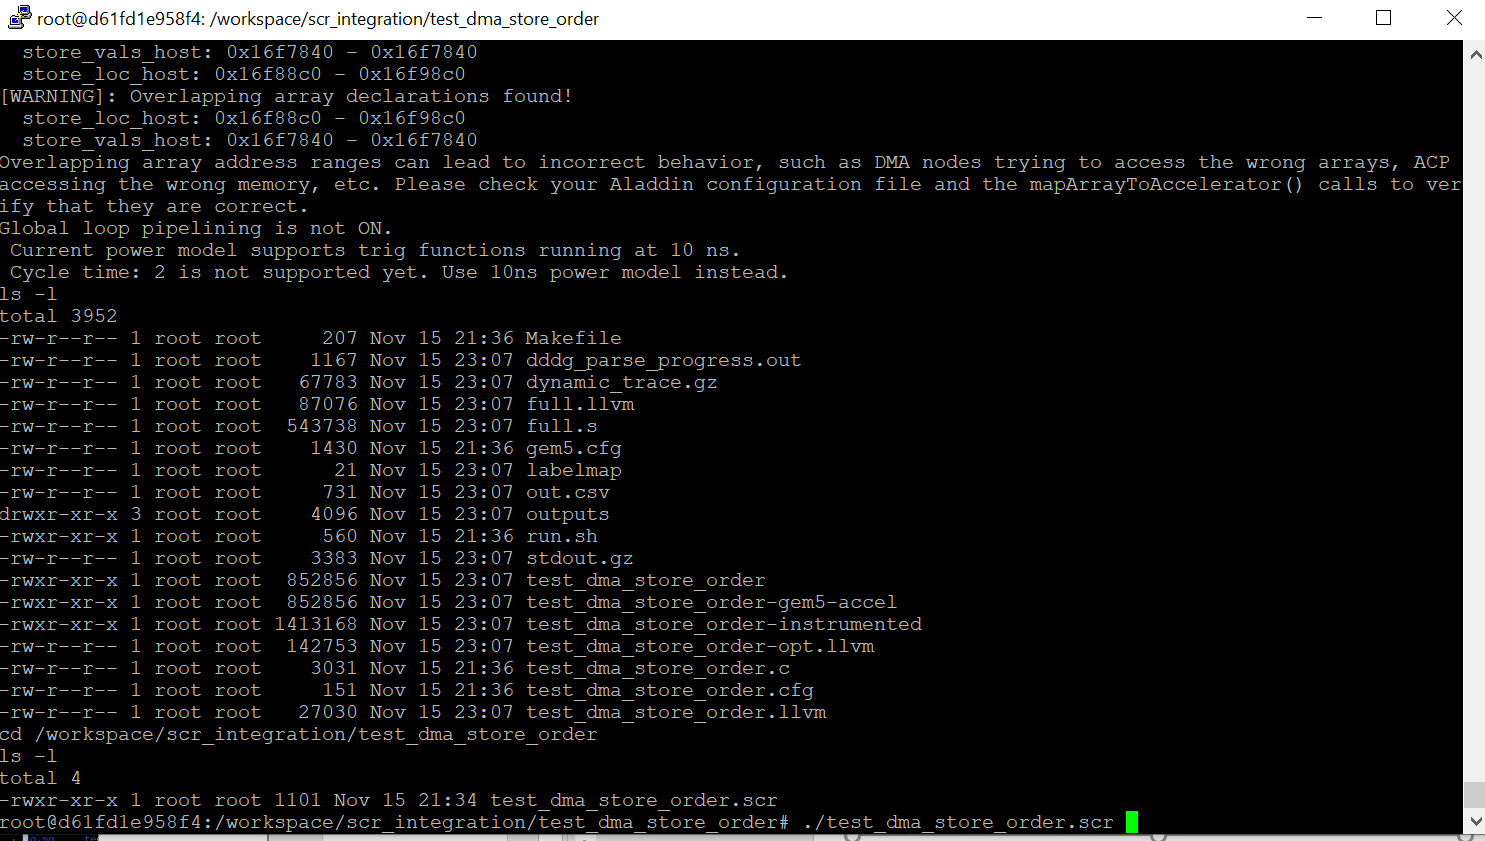 root@d61fd1e958f4: /workspace/scr_integration/test_dma_store_order
  store_vals_host: 0x16f7840 - 0x16f7840
  store_loc_host: 0x16f88c0 - 0x16f98c0
[WARNING]: Overlapping array declarations found!
  store_loc_host: 0x16f88c0 - 0x16f98c0
  store_vals_host: 0x16f7840 - 0x16f7840
Overlapping array address ranges can lead to incorrect behavior, such as DMA nodes trying to access the wrong arrays, ACP
accessing the wrong memory, etc. Please check your Aladdin configuration file and the mapArrayToAccelerator() calls to ver
ify that they are correct.
Global loop pipelining is not ON.
 Current power model supports trig functions running at 10 ns.
 Cycle time: 2 is not supported yet. Use 10ns power model instead.
ls -l
total 3952
-rw-r--r-- 1 root root     207 Nov 15 21:36 Makefile
-rw-r--r-- 1 root root    1167 Nov 15 23:07 dddg_parse_progress.out
-rw-r--r-- 1 root root   67783 Nov 15 23:07 dynamic_trace.gz
-rw-r--r-- 1 root root   87076 Nov 15 23:07 full.llvm
-rw-r--r-- 1 root root  543738 Nov 15 23:07 full.s
-rw-r--r-- 1 root root    1430 Nov 15 21:36 gem5.cfg
-rw-r--r-- 1 root root      21 Nov 15 23:07 labelmap
-rw-r--r-- 1 root root     731 Nov 15 23:07 out.csv
drwxr-xr-x 3 root root    4096 Nov 15 23:07 outputs
-rwxr-xr-x 1 root root     560 Nov 15 21:36 run.sh
-rw-r--r-- 1 root root    3383 Nov 15 23:07 stdout.gz
-rwxr-xr-x 1 root root  852856 Nov 15 23:07 test_dma_store_order
-rwxr-xr-x 1 root root  852856 Nov 15 23:07 test_dma_store_order-gem5-accel
-rwxr-xr-x 1 root root 1413168 Nov 15 23:07 test_dma_store_order-instrumented
-rw-r--r-- 1 root root  142753 Nov 15 23:07 test_dma_store_order-opt.llvm
-rw-r--r-- 1 root root    3031 Nov 15 21:36 test_dma_store_order.c
-rw-r--r-- 1 root root     151 Nov 15 21:36 test_dma_store_order.cfg
-rw-r--r-- 1 root root   27030 Nov 15 23:07 test_dma_store_order.llvm
cd /workspace/scr_integration/test_dma_store_order
ls -l
total 4
-rwxr-xr-x 1 root root 1101 Nov 15 21:34 test_dma_store_order.scr
root@d61fd1e958f4:/workspace/scr_integration/test_dma_store_order# ./test_dma_store_order.scr